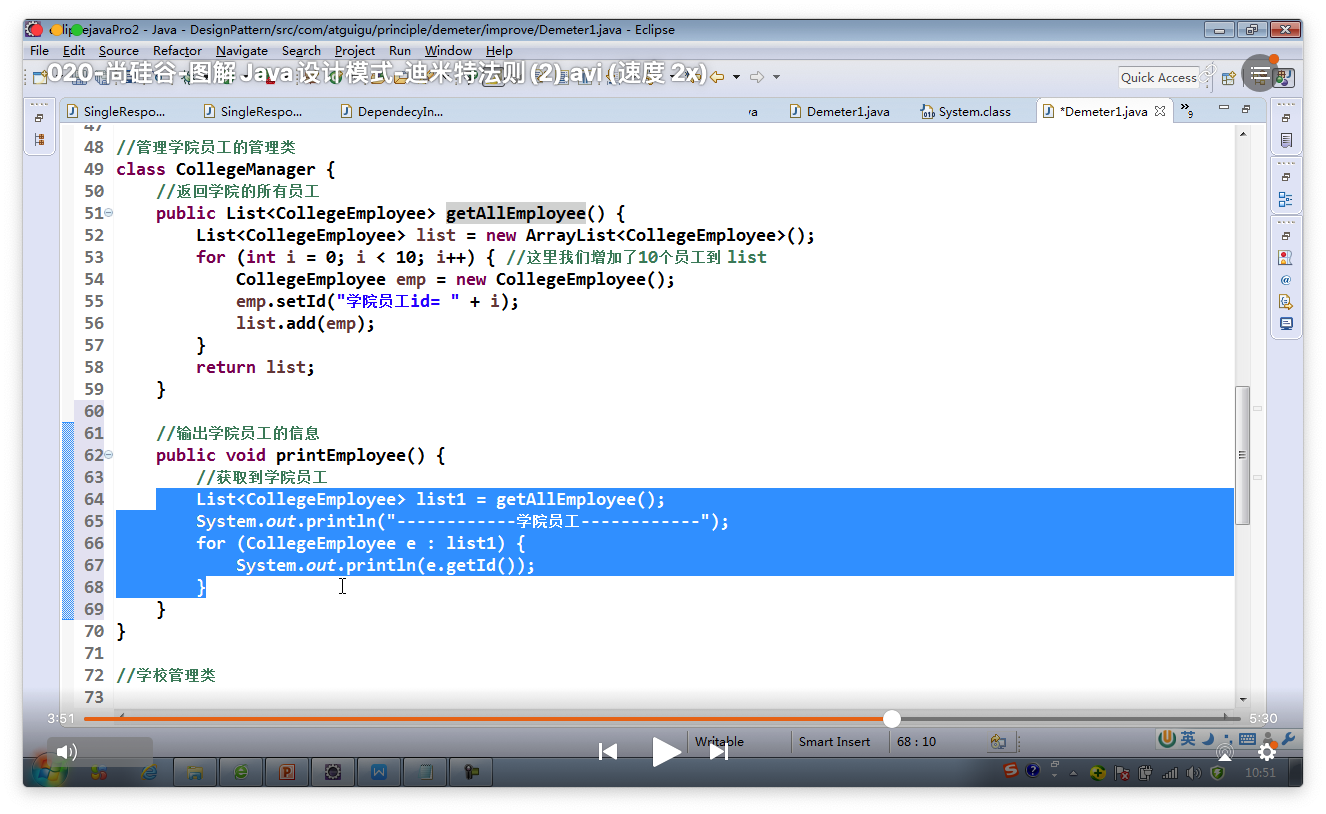 eclipsejavaPro2 - Java - DesignPattern/src/com/atguigu/principle/demeter/improve/Demeter1.java - Eclipse
File Edit Source Refactor Navigate Search Project Run Window Help
020-尚硅谷-图解Java设计模式-迪米特法则(2).avi (速度 2x)
Quick Access
SingleRespo... SingleRespo... DependecyIn... va Demeter1.java System.class *Demeter1.java »9
47
48 //管理学院员工的管理类
49 class CollegeManager {
50 //返回学院的所有员工
51 public List<CollegeEmployee> getAllEmployee() {
52 List<CollegeEmployee> list = new ArrayList<CollegeEmployee>();
53 for (int i = 0; i < 10; i++) { //这里我们增加了10个员工到 list
54 CollegeEmployee emp = new CollegeEmployee();
55 emp.setId("学院员工id= " + i);
56 list.add(emp);
57 }
58 return list;
59 }
60
61 //输出学院员工的信息
62 public void printEmployee() {
63 //获取到学院员工
64 List<CollegeEmployee> list1 = getAllEmployee();
65 System.out.println("------------学院员工------------");
66 for (CollegeEmployee e : list1) {
67 System.out.println(e.getId());
68 }
69 }
70 }
71
72 //学校管理类
73
3:51 5:30
Writable Smart Insert 68 : 10 英
10:51